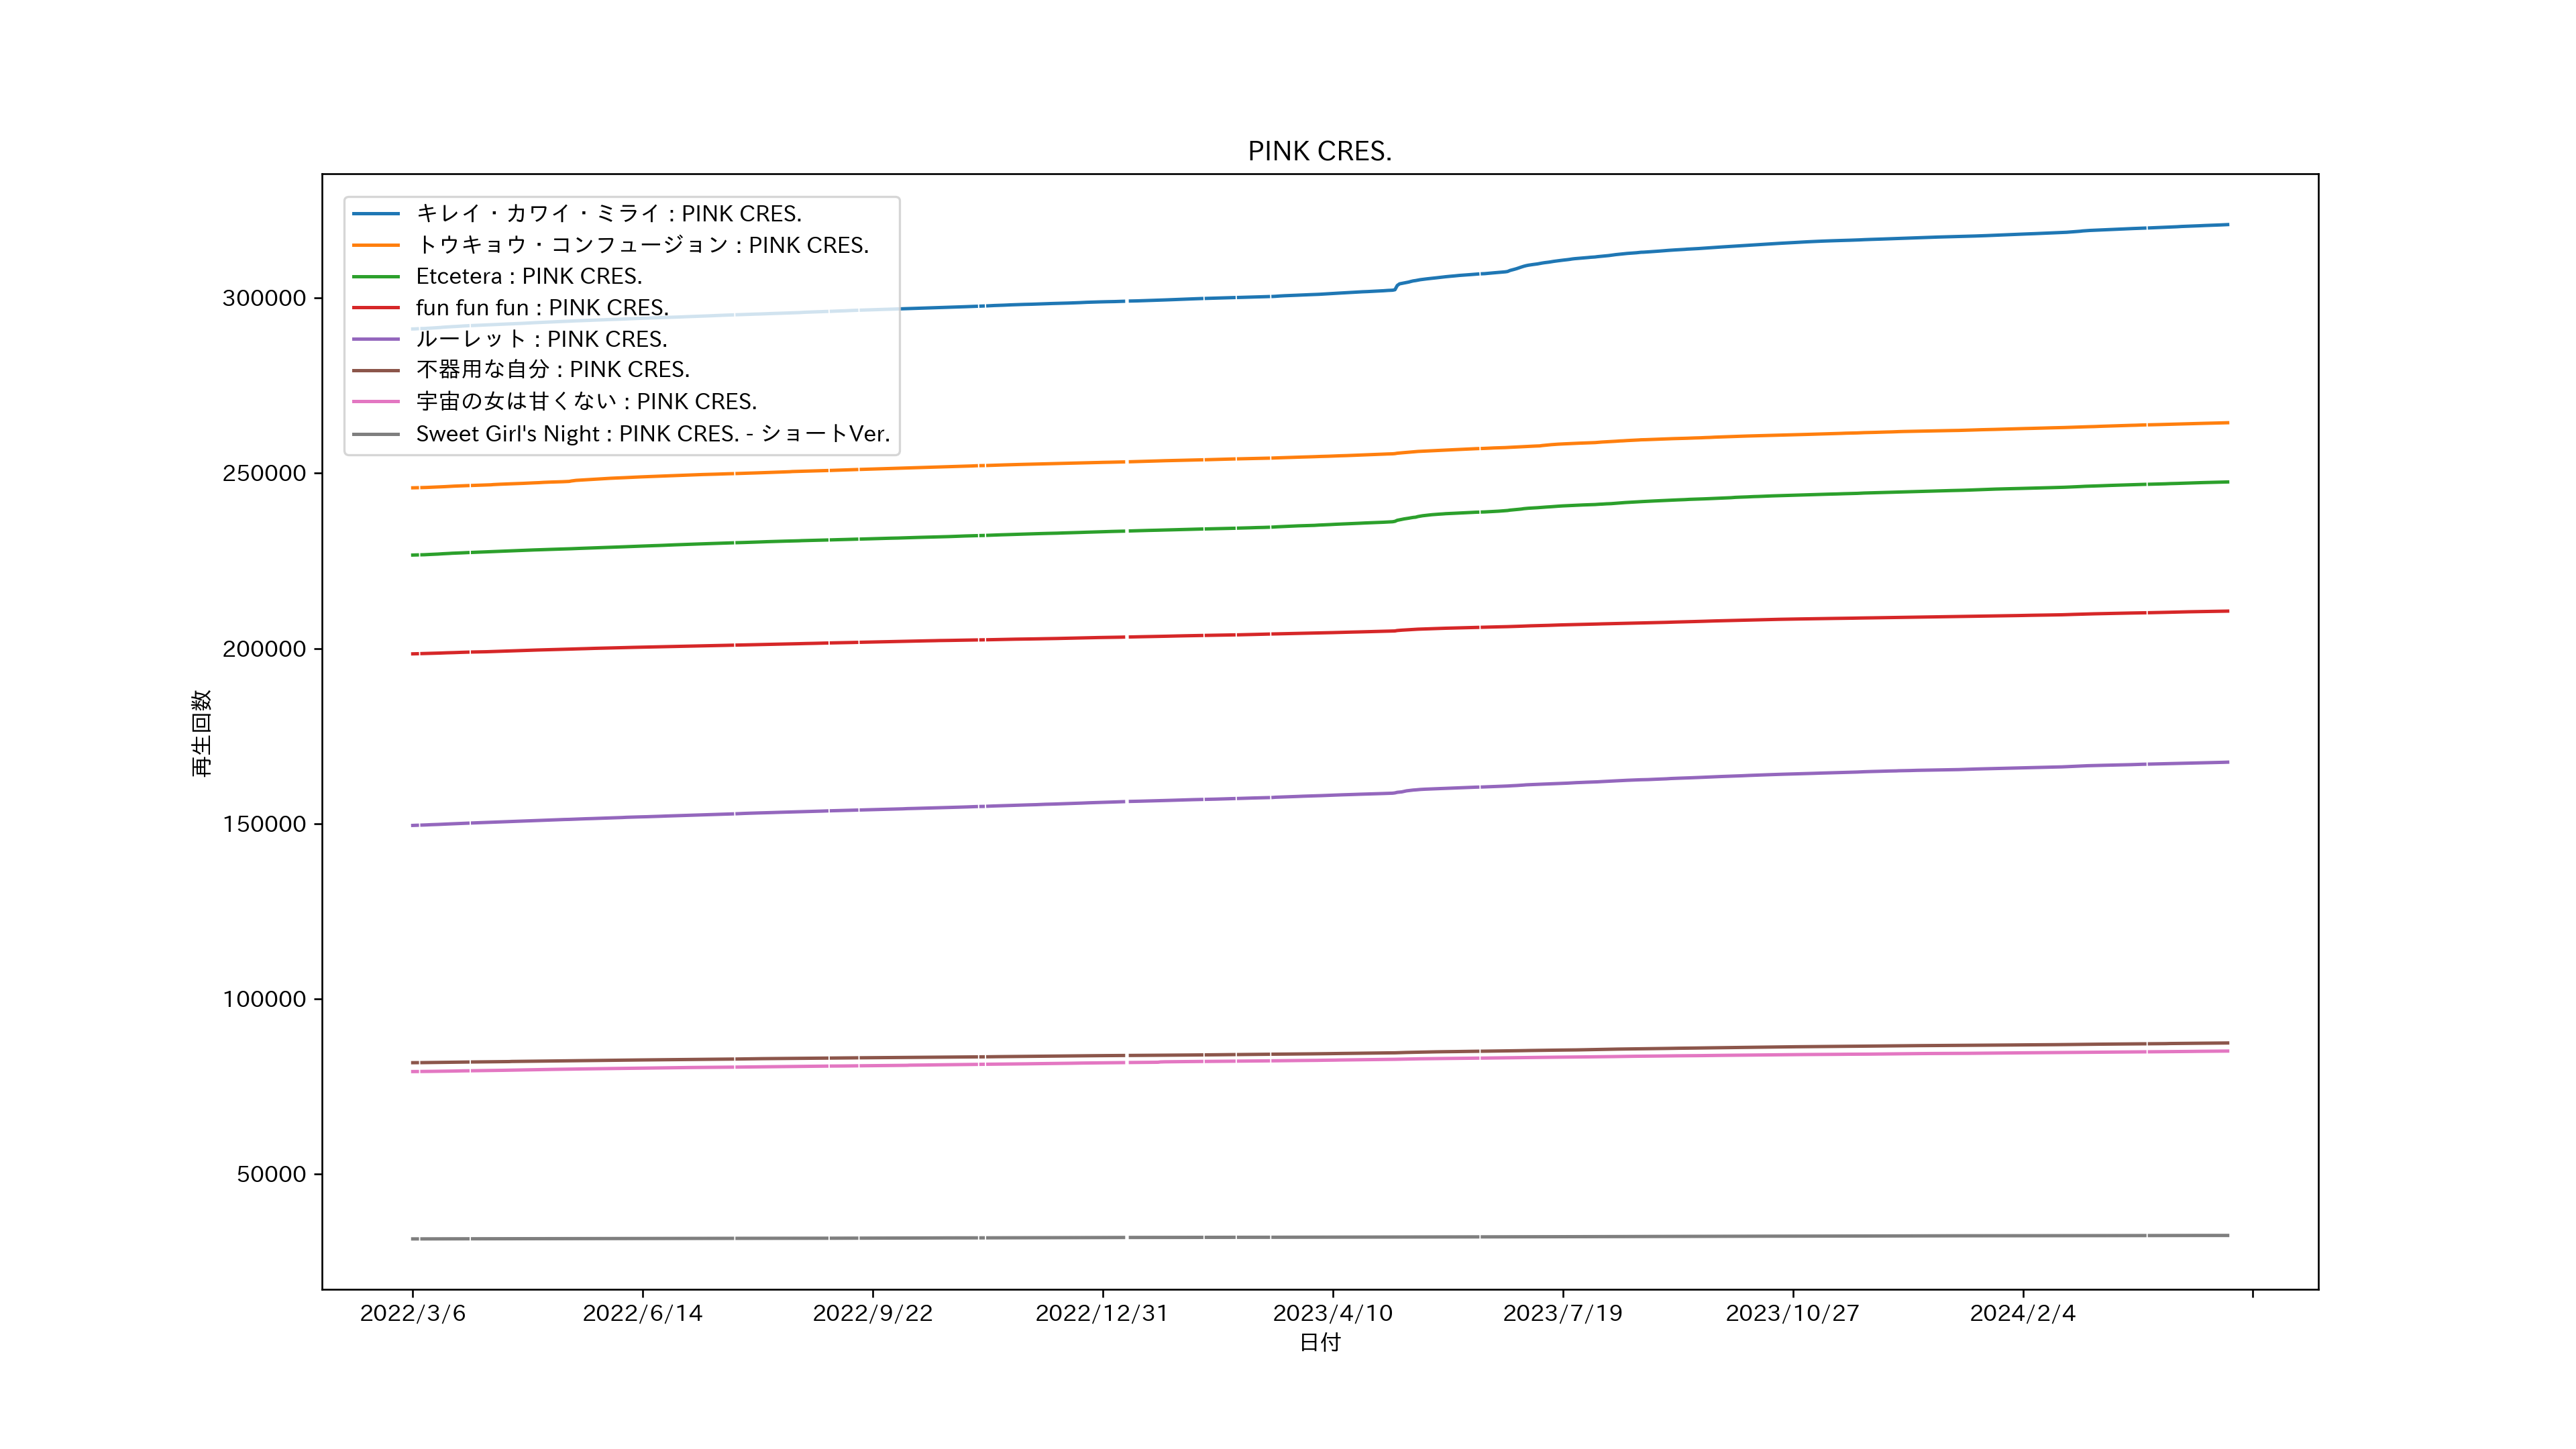 PINK CRES.
キレイ・カワイ・ミライ : PINK CRES.
トウキョウ・コンフュージョン : PINK CRES.
Etcetera : PINK CRES.
fun fun fun : PINK CRES.
ルーレット : PINK CRES.
不器用な自分 : PINK CRES.
宇宙の女は甘くない : PINK CRES.
Sweet Girl's Night : PINK CRES. - ショートVer.
300000
250000
200000
150000
100000
50000
再生回数
2022/3/6
2022/6/14
2022/9/22
2022/12/31
2023/4/10
2023/7/19
2023/10/27
2024/2/4
日付